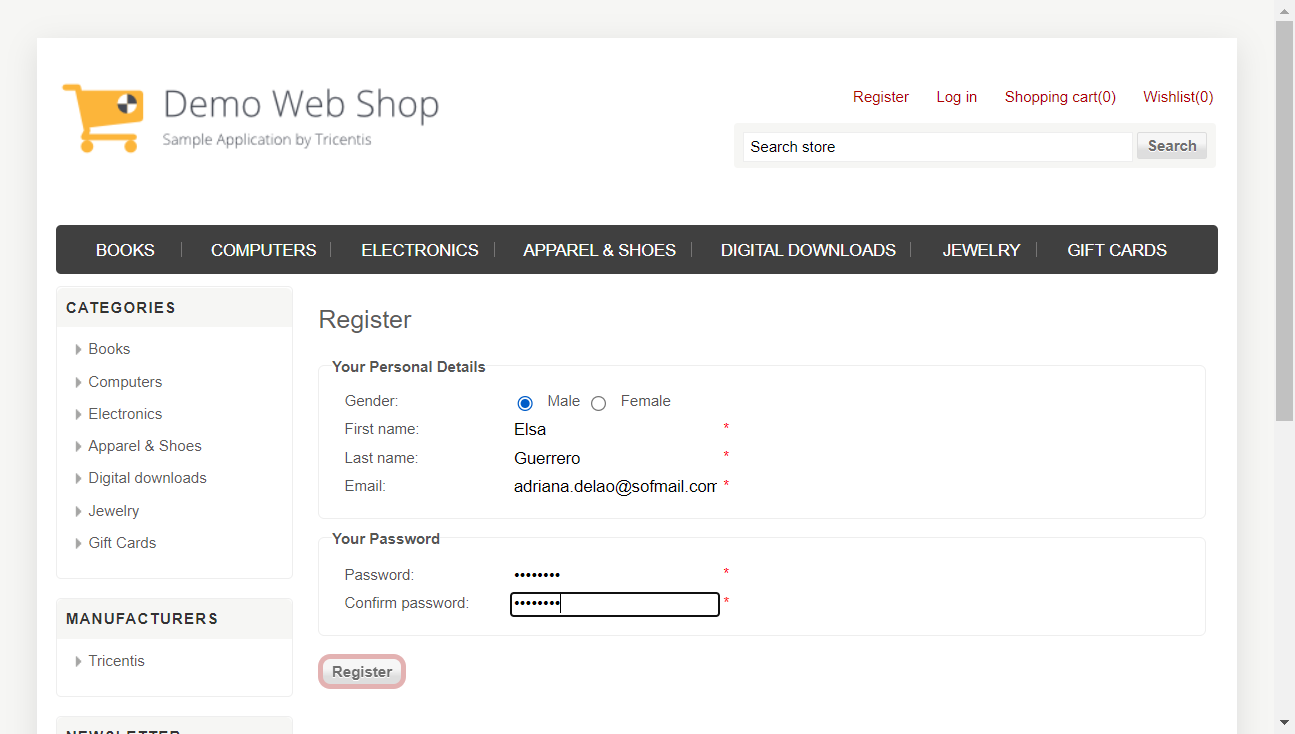 Demo Web Shop
Sample Application by Tricentis
Register Log in Shopping cart(0) Wishlist(0)
Search store Search
BOOKS COMPUTERS ELECTRONICS APPAREL & SHOES DIGITAL DOWNLOADS JEWELRY GIFT CARDS
CATEGORIES
Books
Computers
Electronics
Apparel & Shoes
Digital downloads
Jewelry
Gift Cards
MANUFACTURERS
Tricentis
NEWSLETTER
Register
Your Personal Details
Gender: Male Female
First name: Elsa *
Last name: Guerrero *
Email: adriana.delao@sofmail.com *
Your Password
Password: •••••••• *
Confirm password: •••••••• *
Register